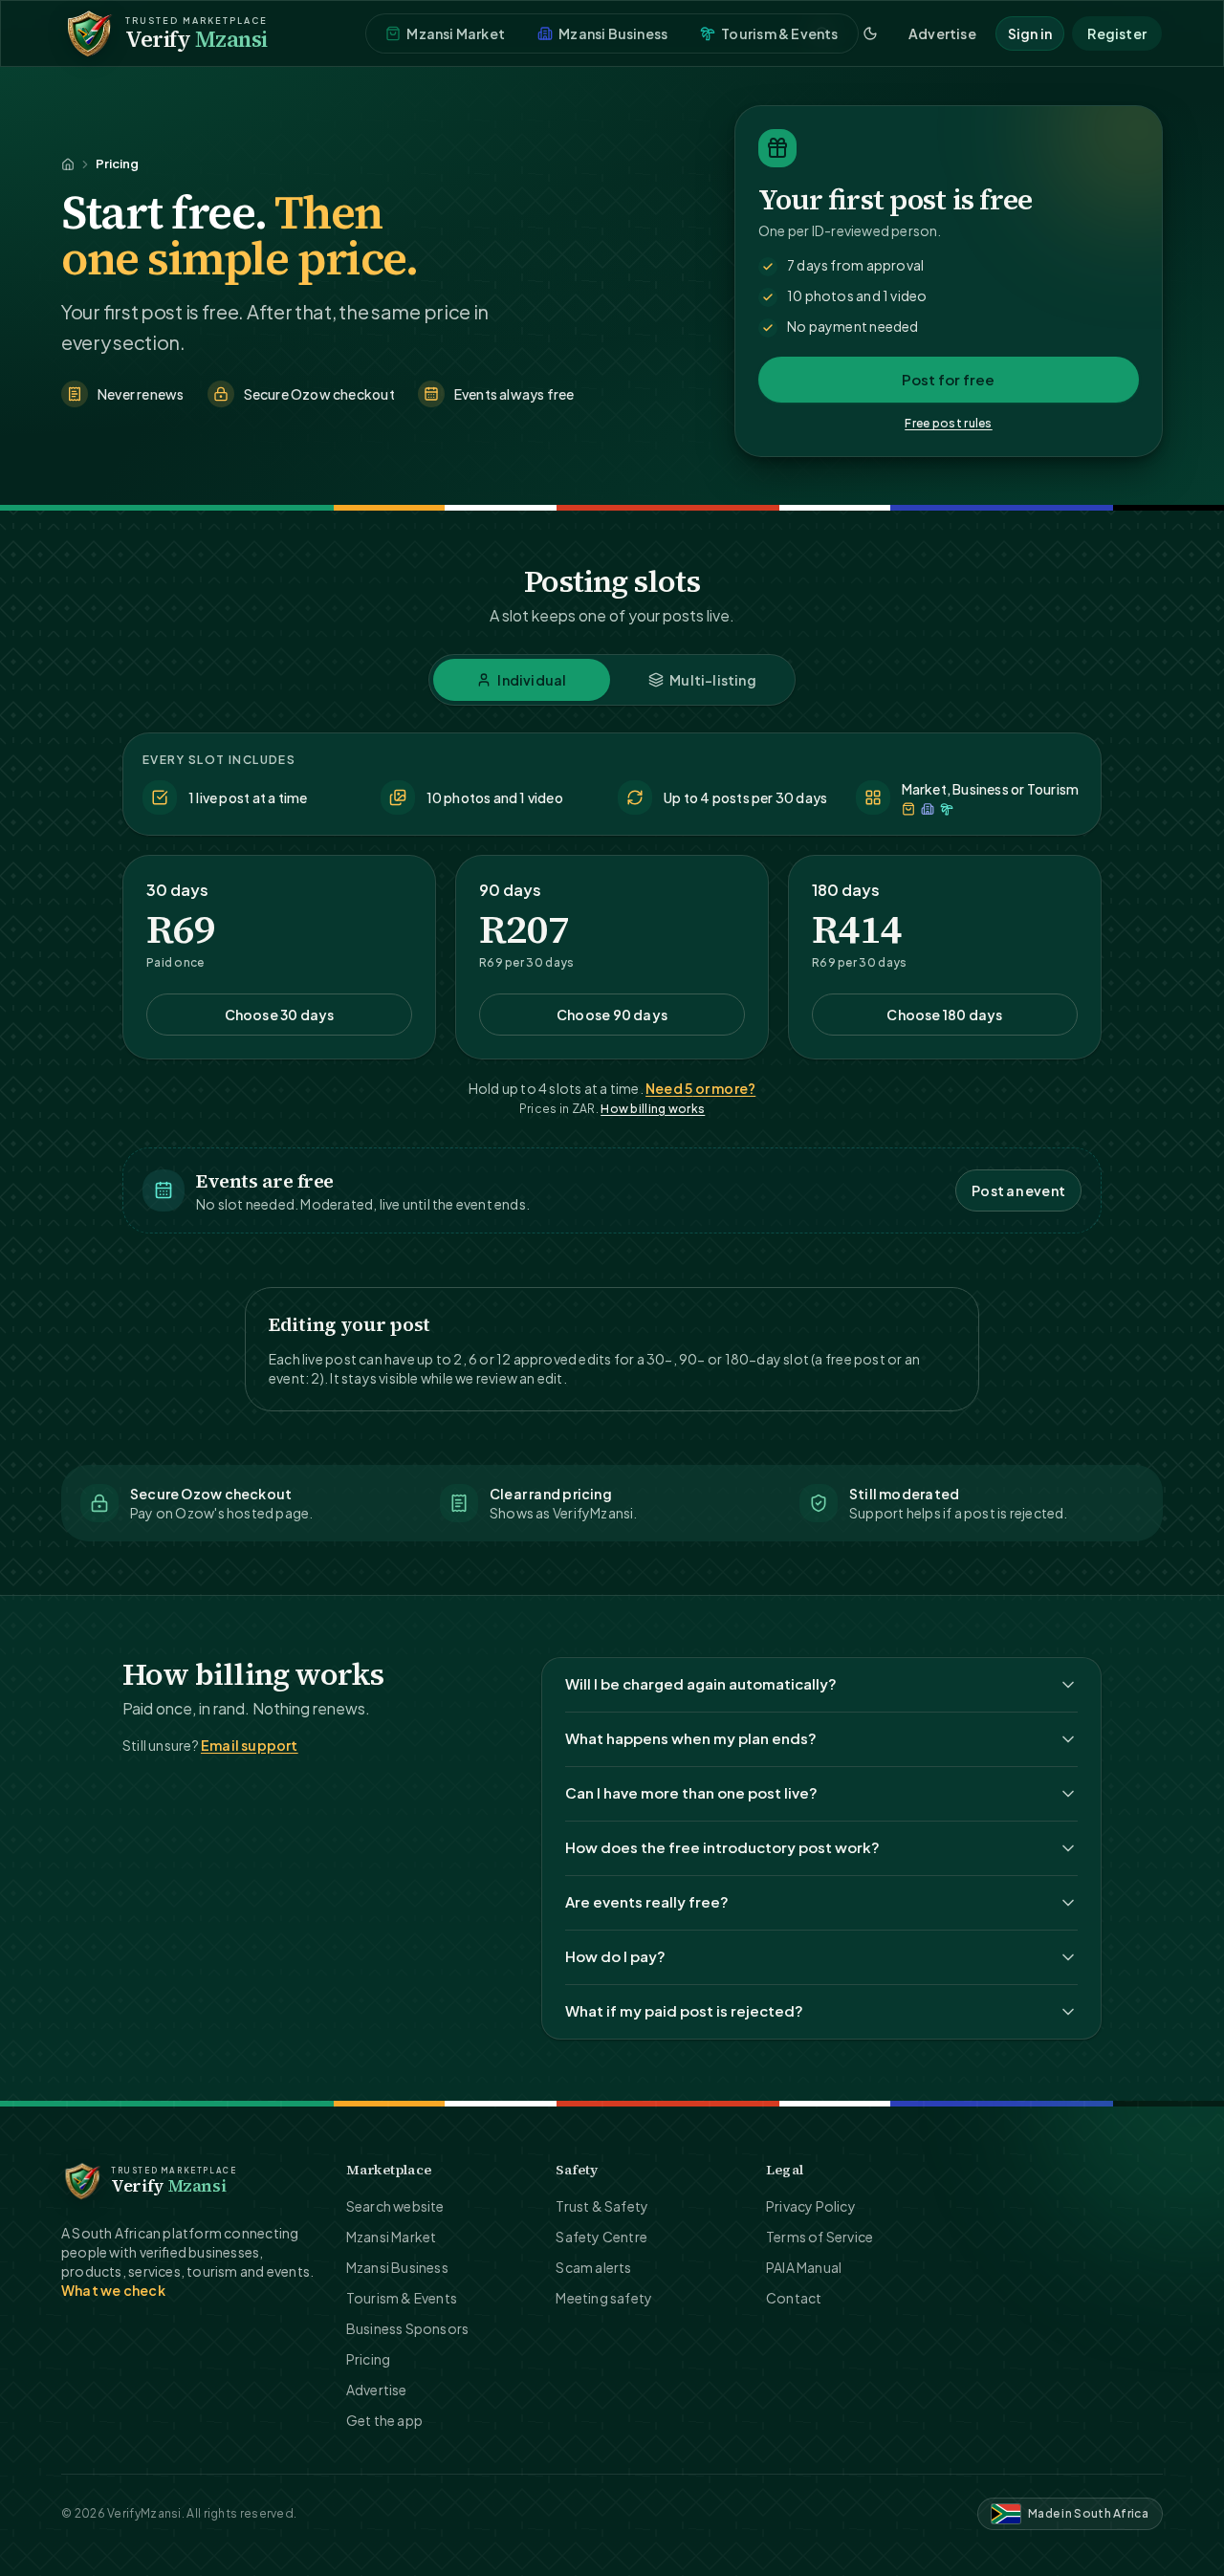 TRUSTED MARKETPLACE
Verify Mzansi
Mzansi Market
Mzansi Business
Tourism & Events
Advertise
Sign in
Register
Pricing
Start free. Then
one simple price.
Your first post is free. After that, the same price in
every section.
Never renews
Secure Ozow checkout
Events always free
Your first post is free
One per ID-reviewed person.
7 days from approval
10 photos and 1 video
No payment needed
Post for free
Free post rules
Posting slots
A slot keeps one of your posts live.
Individual
Multi-listing
EVERY SLOT INCLUDES
1 live post at a time
10 photos and 1 video
Up to 4 posts per 30 days
Market, Business or Tourism
30 days
R69
Paid once
Choose 30 days
90 days
R207
R69 per 30 days
Choose 90 days
180 days
R414
R69 per 30 days
Choose 180 days
Hold up to 4 slots at a time. Need 5 or more?
Prices in ZAR. How billing works
Events are free
No slot needed. Moderated, live until the event ends.
Post an event
Editing your post
Each live post can have up to 2, 6 or 12 approved edits for a 30-, 90- or 180-day slot (a free post or an
event: 2). It stays visible while we review an edit.
Secure Ozow checkout
Pay on Ozow's hosted page.
Clear rand pricing
Shows as VerifyMzansi.
Still moderated
Support helps if a post is rejected.
How billing works
Paid once, in rand. Nothing renews.
Still unsure? Email support
Will I be charged again automatically?
What happens when my plan ends?
Can I have more than one post live?
How does the free introductory post work?
Are events really free?
How do I pay?
What if my paid post is rejected?
TRUSTED MARKETPLACE
Verify Mzansi
A South African platform connecting
people with verified businesses,
products, services, tourism and events.
What we check
Marketplace
Search website
Mzansi Market
Mzansi Business
Tourism & Events
Business Sponsors
Pricing
Advertise
Get the app
Safety
Trust & Safety
Safety Centre
Scam alerts
Meeting safety
Legal
Privacy Policy
Terms of Service
PAIA Manual
Contact
© 2026 VerifyMzansi. All rights reserved.
Made in South Africa